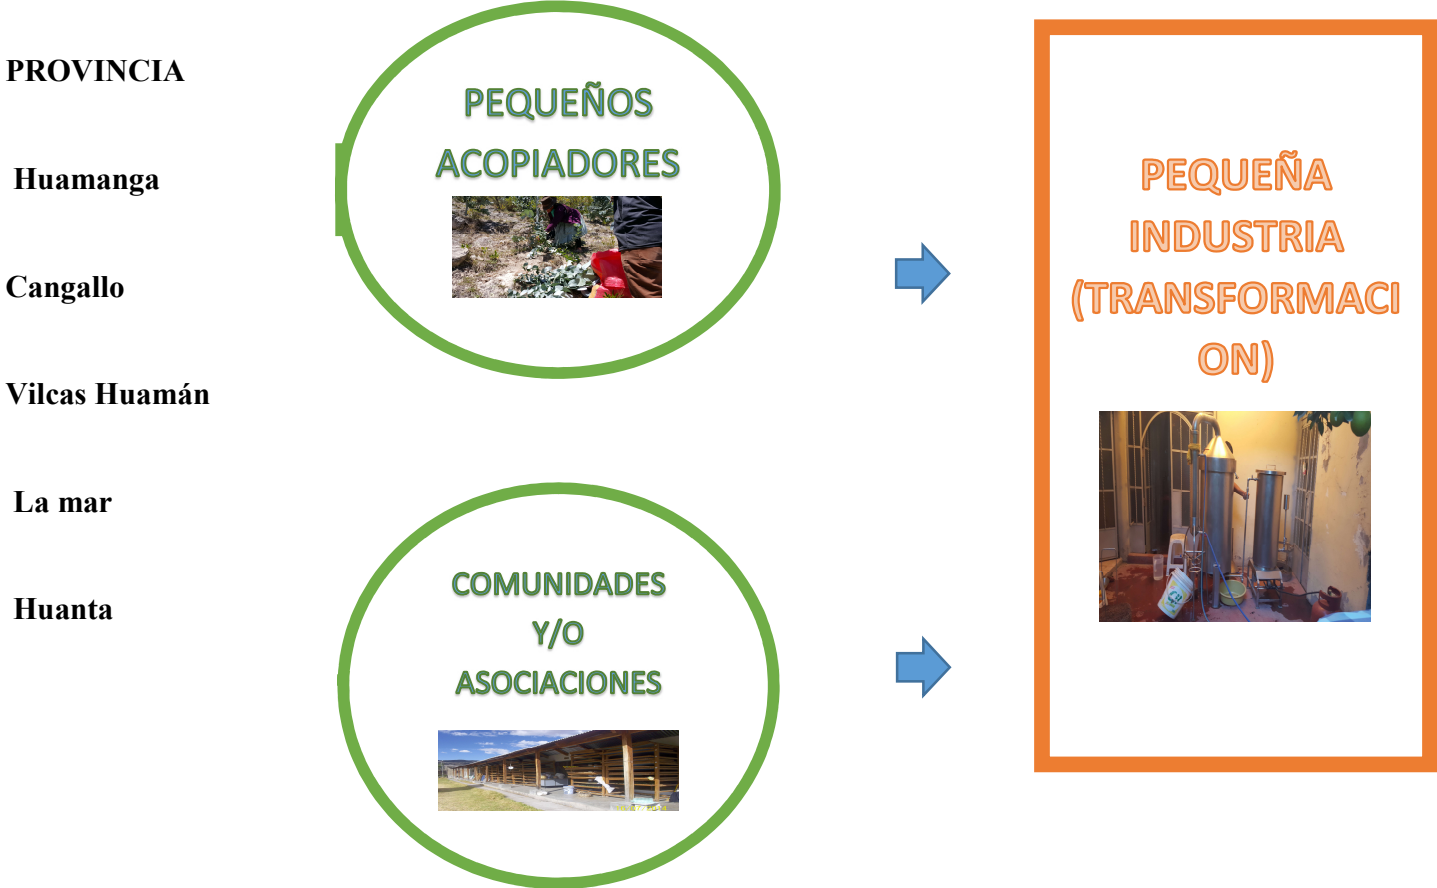 PROVINCIA
Huamanga
Cangallo
Vilcas Huamán
La mar
Huanta
PEQUEÑOS
ACOPIADORES
COMUNIDADES
Y/O
ASOCIACIONES
PEQUEÑA
INDUSTRIA
(TRANSFORMACI
ON)